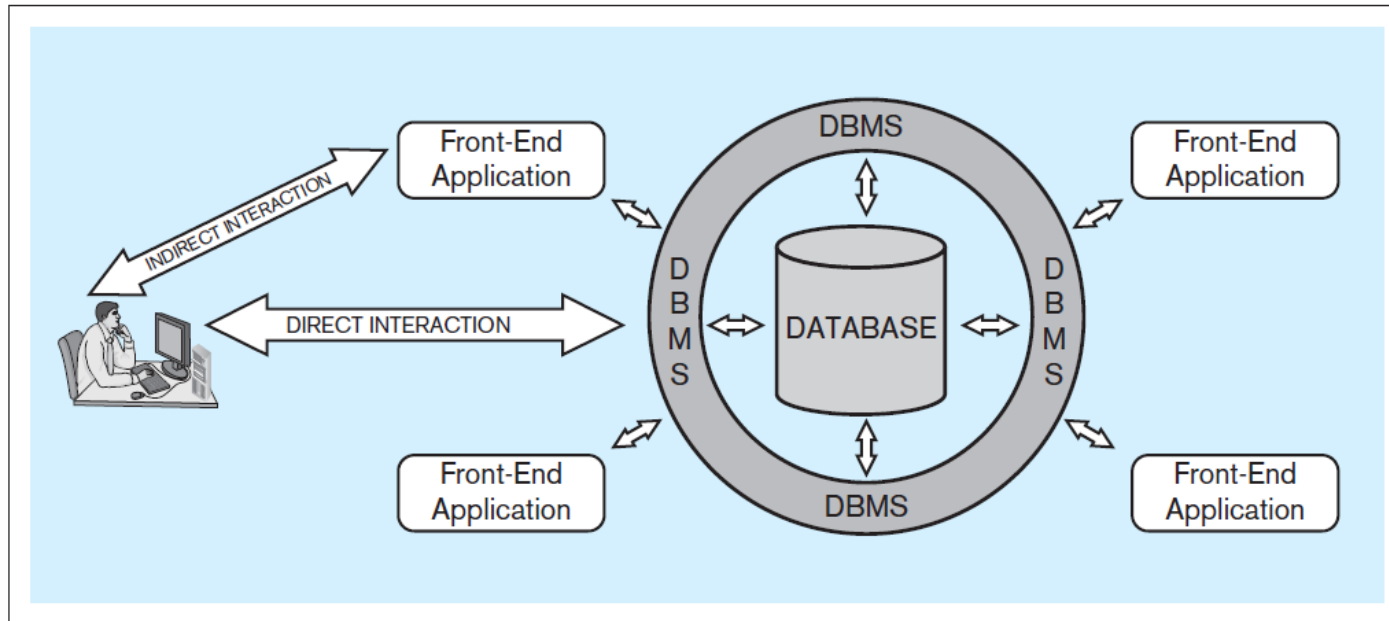 Front-End
Application
DBMS
Front-End
Application
INDIRECT INTERACTION
DIRECT INTERACTION
D
B
M
S
DATABASE
D
B
M
S
Front-End
Application
DBMS
Front-End
Application